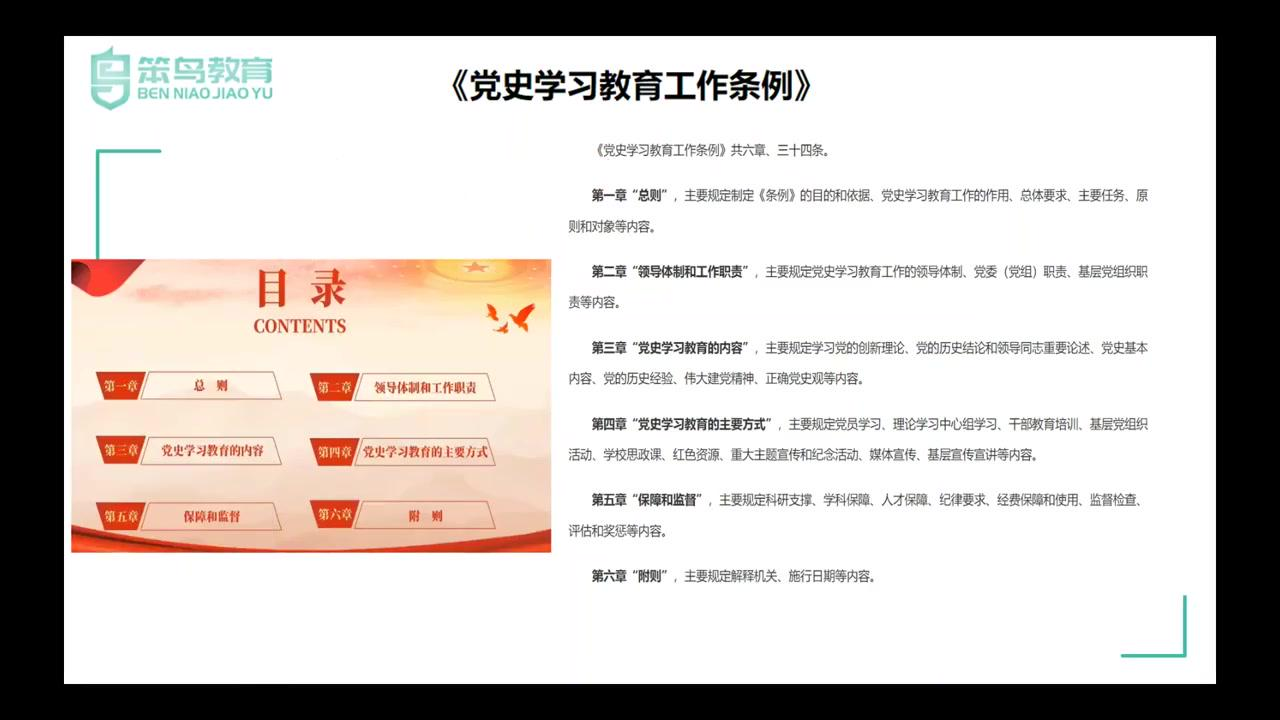 笨鸟教育
BEN NIAO JIAO YU
《党史学习教育工作条例》
目 录
CONTENTS
第一章 总 则
第二章 领导体制和工作职责
第三章 党史学习教育的内容
第四章 党史学习教育的主要方式
第五章 保障和监督
第六章 附 则
《党史学习教育工作条例》共六章、三十四条。
第一章“总则”，主要规定制定《条例》的目的和依据、党史学习教育工作的作用、总体要求、主要任务、原
则和对象等内容。
第二章“领导体制和工作职责”，主要规定党史学习教育工作的领导体制、党委（党组）职责、基层党组织职
责等内容。
第三章“党史学习教育的内容”，主要规定学习党的创新理论、党的历史结论和领导同志重要论述、党史基本
内容、党的历史经验、伟大建党精神、正确党史观等内容。
第四章“党史学习教育的主要方式”，主要规定党员学习、理论学习中心组学习、干部教育培训、基层党组织
活动、学校思政课、红色资源、重大主题宣传和纪念活动、媒体宣传、基层宣传宣讲等内容。
第五章“保障和监督”，主要规定科研支撑、学科保障、人才保障、纪律要求、经费保障和使用、监督检查、
评估和奖惩等内容。
第六章“附则”，主要规定解释机关、施行日期等内容。